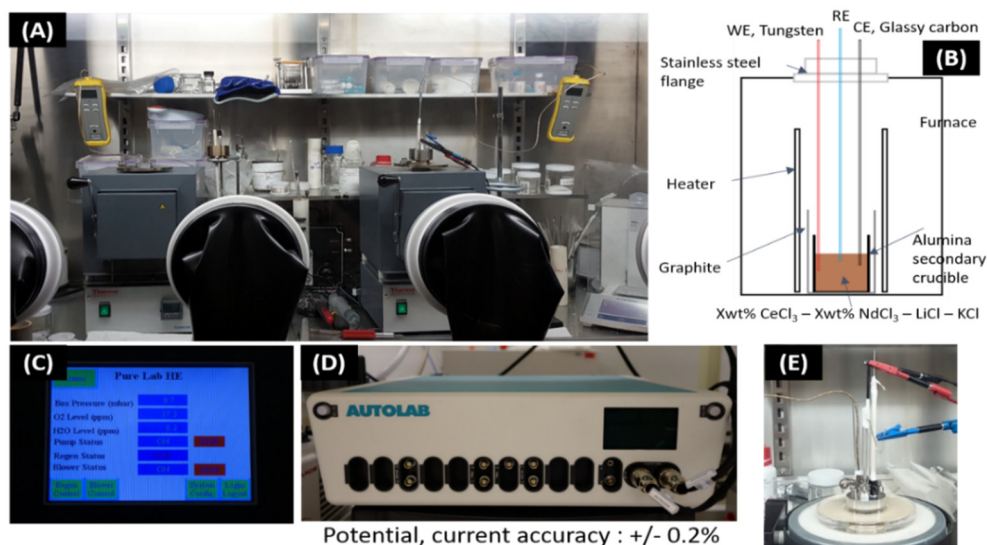 (A)
RE
WE, Tungsten
CE, Glassy carbon
(B)
Stainless steel
flange
Furnace
Heater
Graphite
Alumina
secondary
crucible
Xwt% CeCl₃ – Xwt% NdCl₃ – LiCl – KCl
(C)
Pure Lab HE
Box Pressure (mbar)
O2 Level (ppm)
H2O Level (ppm)
Pump Status
ON
Regen Status
Blower Status
ON
(D)
AUTOLAB
(E)
Potential, current accuracy : +/- 0.2%